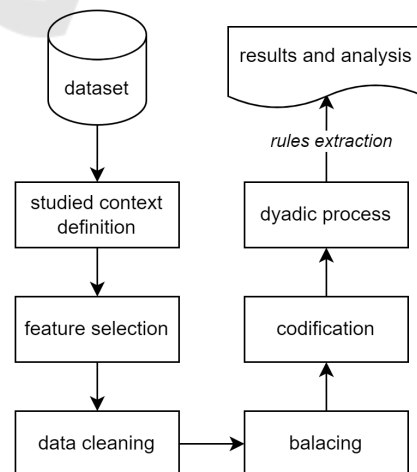 dataset
studied context
definition
feature selection
data cleaning
balacing
codification
dyadic process
rules extraction
results and analysis